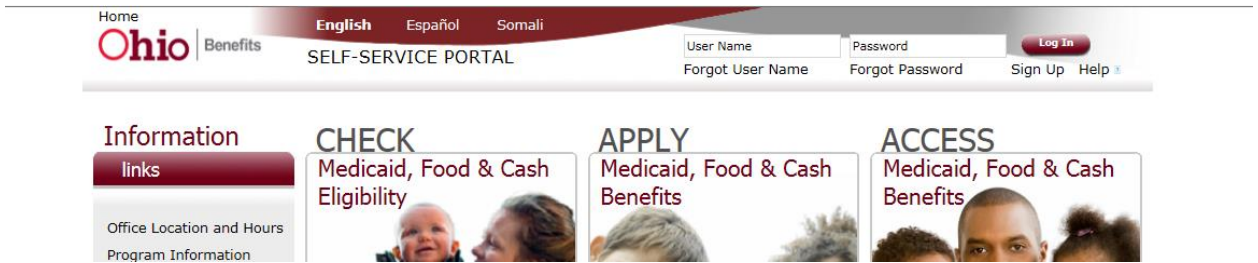 Home
Ohio Benefits
English Español Somali
SELF-SERVICE PORTAL
User Name Password Log In
Forgot User Name Forgot Password Sign Up Help
Information
links
Office Location and Hours
Program Information
CHECK
Medicaid, Food & Cash
Eligibility
APPLY
Medicaid, Food & Cash
Benefits
ACCESS
Medicaid, Food & Cash
Benefits